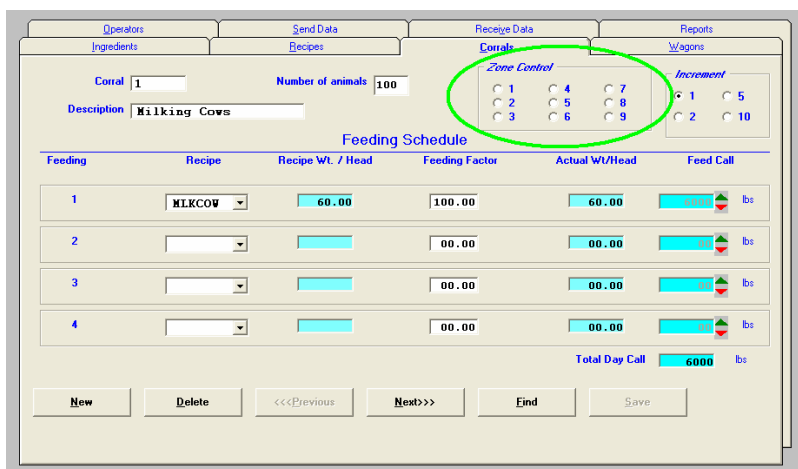 Operators Send Data Receive Data Reports
Ingredients Recipes Corrals Wagons
Zone Control
Increment
Corral 1 Number of animals 100
1 4 7
2 5 8
3 6 9
1 5
2 10
Description Milking Cows
Feeding Schedule
Feeding Recipe Recipe Wt. / Head Feeding Factor Actual Wt/Head Feed Call
1 MLKCOW 60.00 100.00 60.00 6000 lbs
2 00.00 00.00 00 lbs
3 00.00 00.00 00 lbs
4 00.00 00.00 00 lbs
Total Day Call 6000 lbs
New Delete <<<Previous Next>>> Find Save